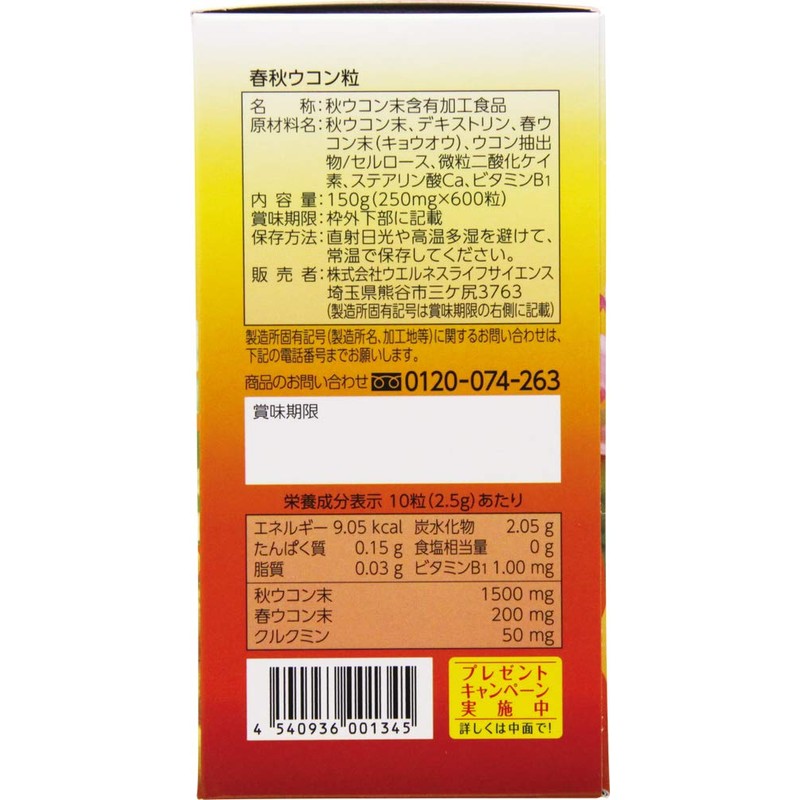 春秋ウコン粒
名　　称：秋ウコン末含有加工食品
原材料名：秋ウコン末、デキストリン、春ウ
コン末(キョウオウ)、ウコン抽出
物/セルロース、微粒二酸化ケイ
素、ステアリン酸Ca、ビタミンB1
内 容 量：150g(250mg×600粒)
賞味期限：枠外下部に記載
保存方法：直射日光や高温多湿を避けて、
常温で保存してください。
販 売 者：株式会社ウエルネスライフサイエンス
埼玉県熊谷市三ケ尻3763
(製造所固有記号は賞味期限の右側に記載)
製造所固有記号(製造所名、加工地等)に関するお問い合わせは、
下記の電話番号までお願いします。
商品のお問い合わせ 0120-074-263
賞味期限
栄養成分表示 10粒(2.5g)あたり
エネルギー 9.05 kcal 炭水化物 2.05 g
たんぱく質 0.15 g 食塩相当量 0 g
脂質 0.03 g ビタミンB1 1.00 mg
秋ウコン末 1500 mg
春ウコン末 200 mg
クルクミン 50 mg
4 540936 001345
プレゼント
キャンペーン
実施中
詳しくは中面で!